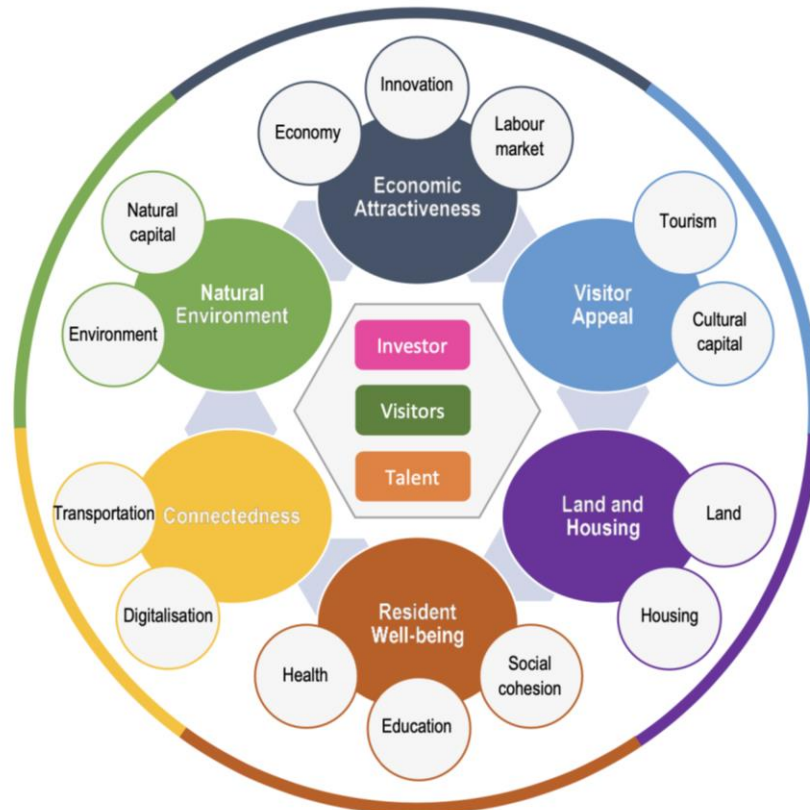 Innovation
Economy
Labour
market
Economic
Attractiveness
Natural
capital
Environment
Natural
Environment
Tourism
Cultural
capital
Visitor
Appeal
Investor
Visitors
Talent
Transportation
Digitalisation
Connectedness
Land and
Housing
Land
Housing
Resident
Well-being
Health
Education
Social
cohesion